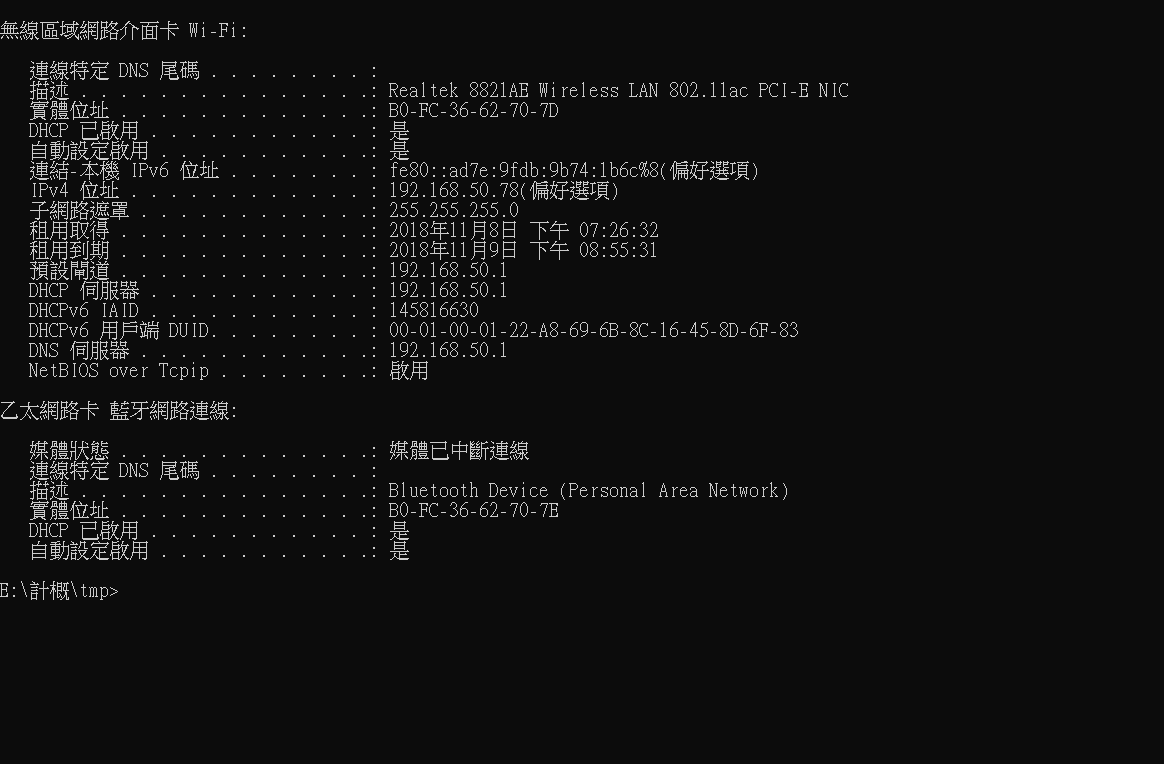 無線區域網路介面卡 Wi-Fi:
連線特定 DNS 尾碼 . . . . . . . . :
描述 . . . . . . . . . . . . . . .: Realtek 8821AE Wireless LAN 802.11ac PCI-E NIC
實體位址 . . . . . . . . . . . . .: B0-FC-36-62-70-7D
DHCP 已啟用 . . . . . . . . . . . : 是
自動設定啟用 . . . . . . . . . . .: 是
連結-本機 IPv6 位址 . . . . . . . : fe80::ad7e:9fdb:9b74:1b6c%8(偏好選項)
IPv4 位址 . . . . . . . . . . . . : 192.168.50.78(偏好選項)
子網路遮罩 . . . . . . . . . . . .: 255.255.255.0
租用取得 . . . . . . . . . . . . .: 2018年11月8日 下午 07:26:32
租用到期 . . . . . . . . . . . . .: 2018年11月9日 下午 08:55:31
預設閘道 . . . . . . . . . . . . .: 192.168.50.1
DHCP 伺服器 . . . . . . . . . . . : 192.168.50.1
DHCPv6 IAID . . . . . . . . . . . : 145816630
DHCPv6 用戶端 DUID. . . . . . . . : 00-01-00-01-22-A8-69-6B-8C-16-45-8D-6F-83
DNS 伺服器 . . . . . . . . . . . .: 192.168.50.1
NetBIOS over Tcpip . . . . . . . .: 啟用
乙太網路卡 藍牙網路連線:
媒體狀態 . . . . . . . . . . . . .: 媒體已中斷連線
連線特定 DNS 尾碼 . . . . . . . . :
描述 . . . . . . . . . . . . . . .: Bluetooth Device (Personal Area Network)
實體位址 . . . . . . . . . . . . .: B0-FC-36-62-70-7E
DHCP 已啟用 . . . . . . . . . . . : 是
自動設定啟用 . . . . . . . . . . .: 是
E:\計概\tmp>